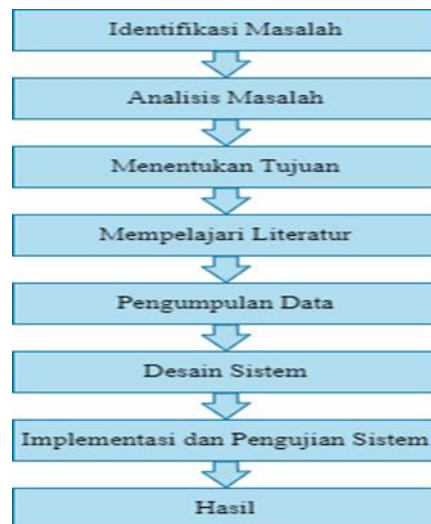 Identifikasi Masalah
Analisis Masalah
Menentukan Tujuan
Mempelajari Literatur
Pengumpulan Data
Desain Sistem
Implementasi dan Pengujian Sistem
Hasil